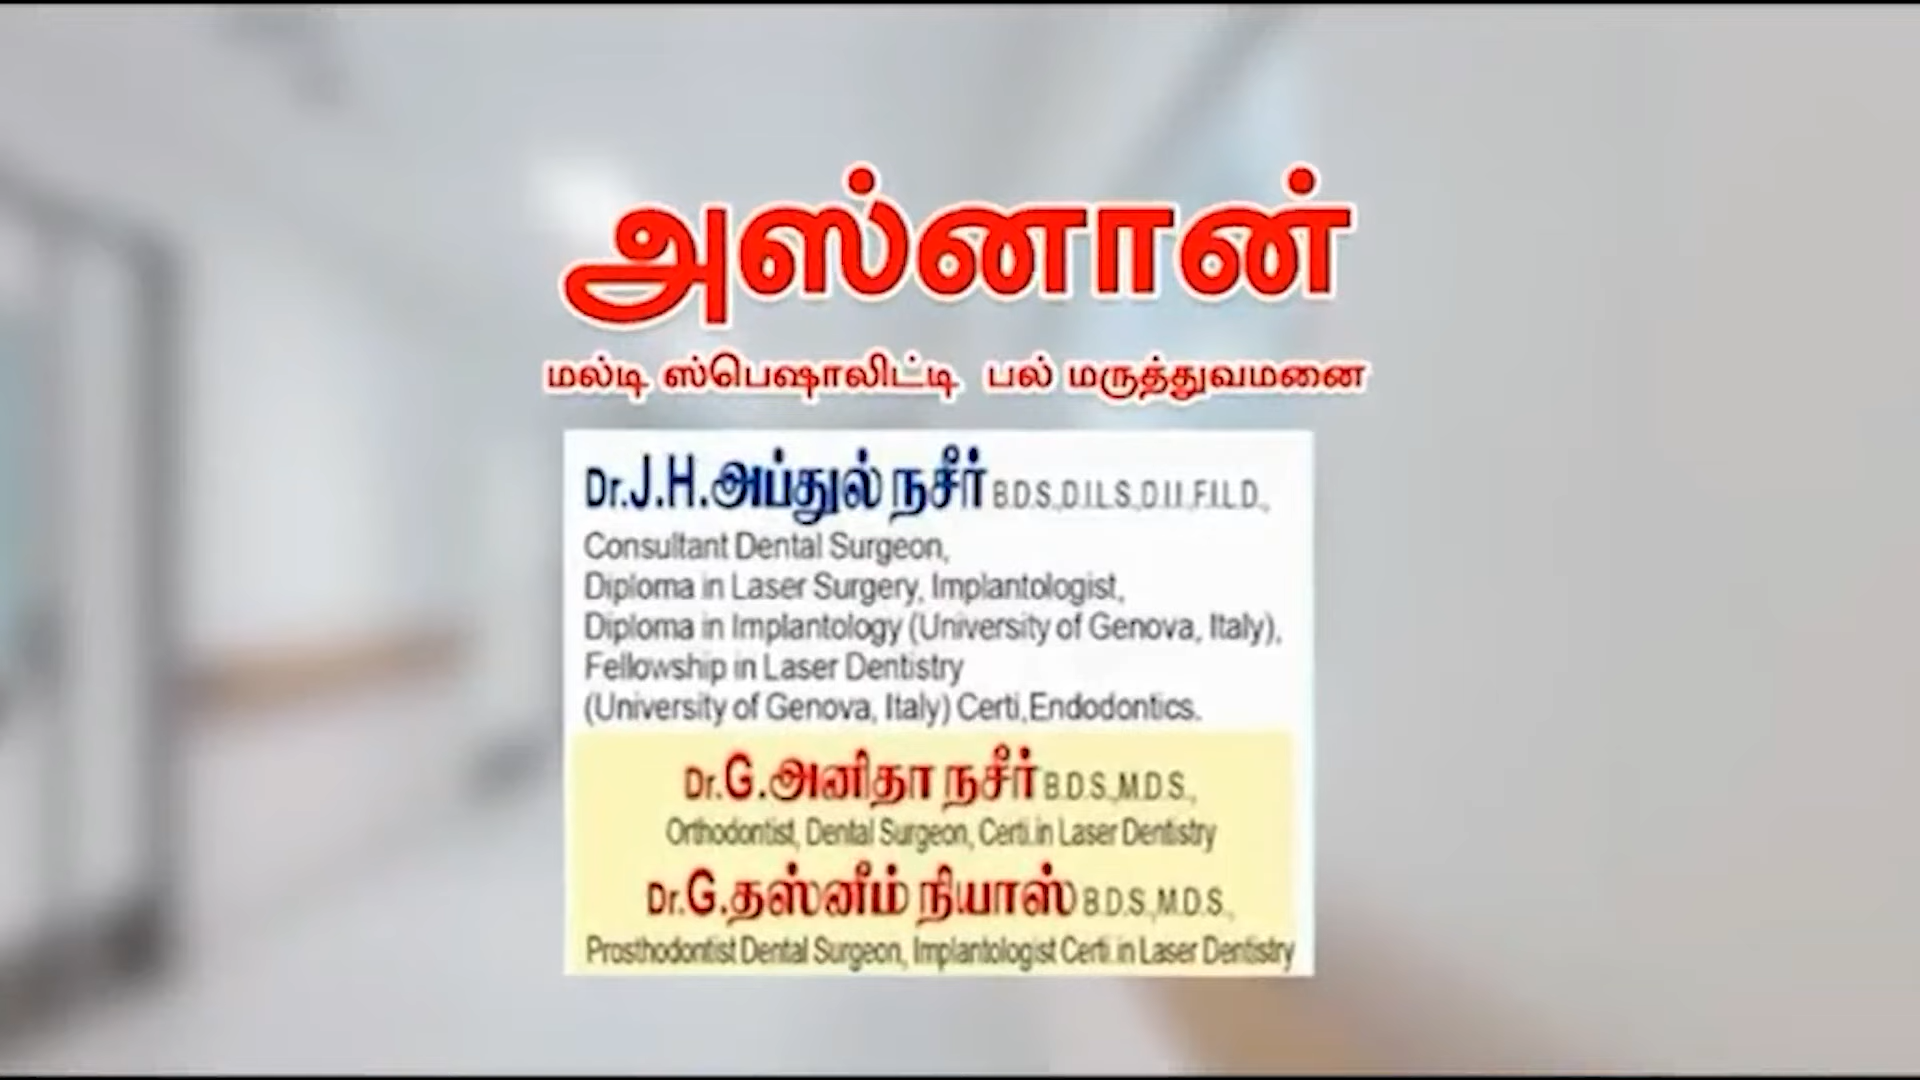 அஸ்னான்
மல்டி ஸ்பெஷாலிட்டி பல் மருத்துவமனை
Dr.J.H.அப்துல் நசீர் B.D.S.,D.I.L.S.,D.I.I.,F.I.L.D.,
Consultant Dental Surgeon,
Diploma in Laser Surgery, Implantologist,
Diploma in Implantology (University of Genova, Italy),
Fellowship in Laser Dentistry
(University of Genova, Italy) Certi,Endodontics.
Dr.G.அனிதா நசீர் B.D.S.,M.D.S.,
Orthodontist, Dental Surgeon, Certi.in Laser Dentistry
Dr.G.தஸ்னீம் நியாஸ் B.D.S.,M.D.S.,
Prosthodontist Dental Surgeon, Implantologist Certi.in Laser Dentistry